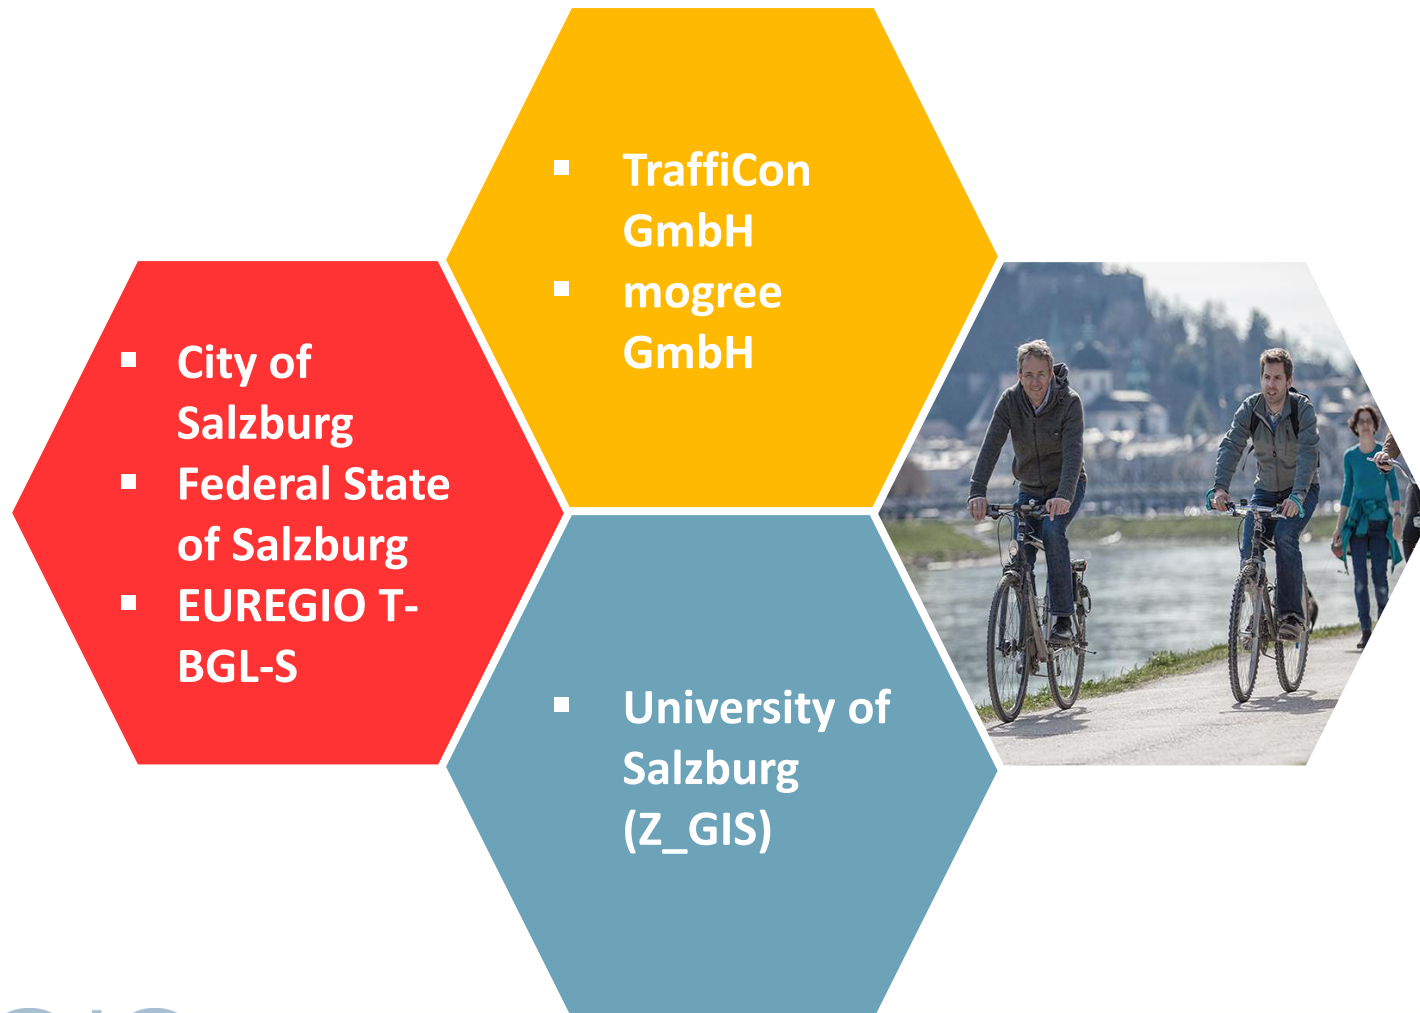 ▪ TraffiCon
GmbH
▪ mogree
GmbH
▪ City of
Salzburg
▪ Federal State
of Salzburg
▪ EUREGIO T-
BGL-S
▪ University of
Salzburg
(Z_GIS)